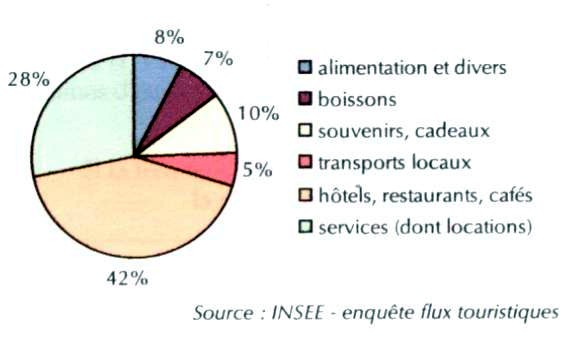 8%
7%
28%
10%
5%
42%
alimentation et divers
boissons
souvenirs, cadeaux
transports locaux
hôtels, restaurants, cafés
services (dont locations)
Source : INSEE - enquête flux touristiques